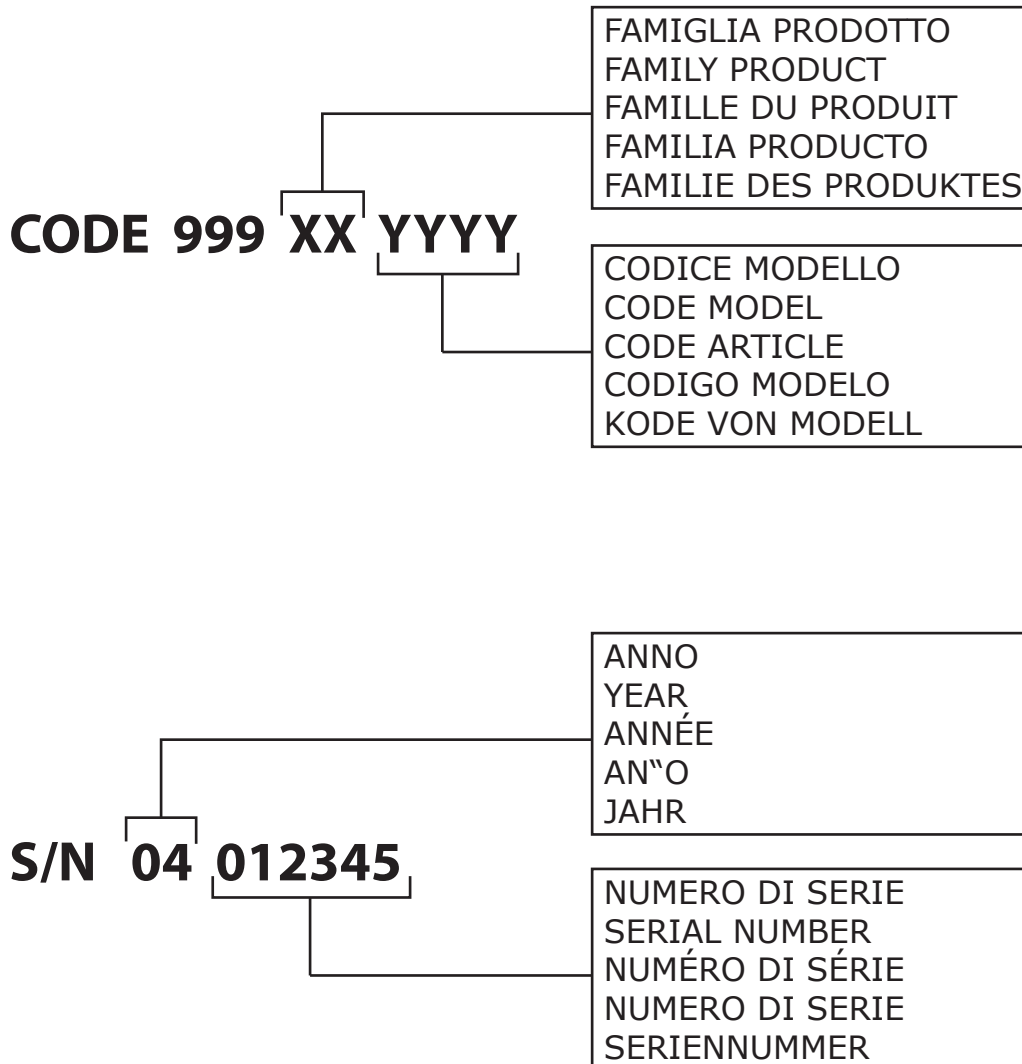 FAMIGLIA PRODOTTO
FAMILY PRODUCT
FAMILLE DU PRODUIT
FAMILIA PRODUCTO
FAMILIE DES PRODUKTES
CODE 999 XX YYYY
CODICE MODELLO
CODE MODEL
CODE ARTICLE
CODIGO MODELO
KODE VON MODELL
ANNO
YEAR
ANNÉE
AN‟O
JAHR
S/N 04 012345
NUMERO DI SERIE
SERIAL NUMBER
NUMÉRO DI SÉRIE
NUMERO DI SERIE
SERIENNUMMER